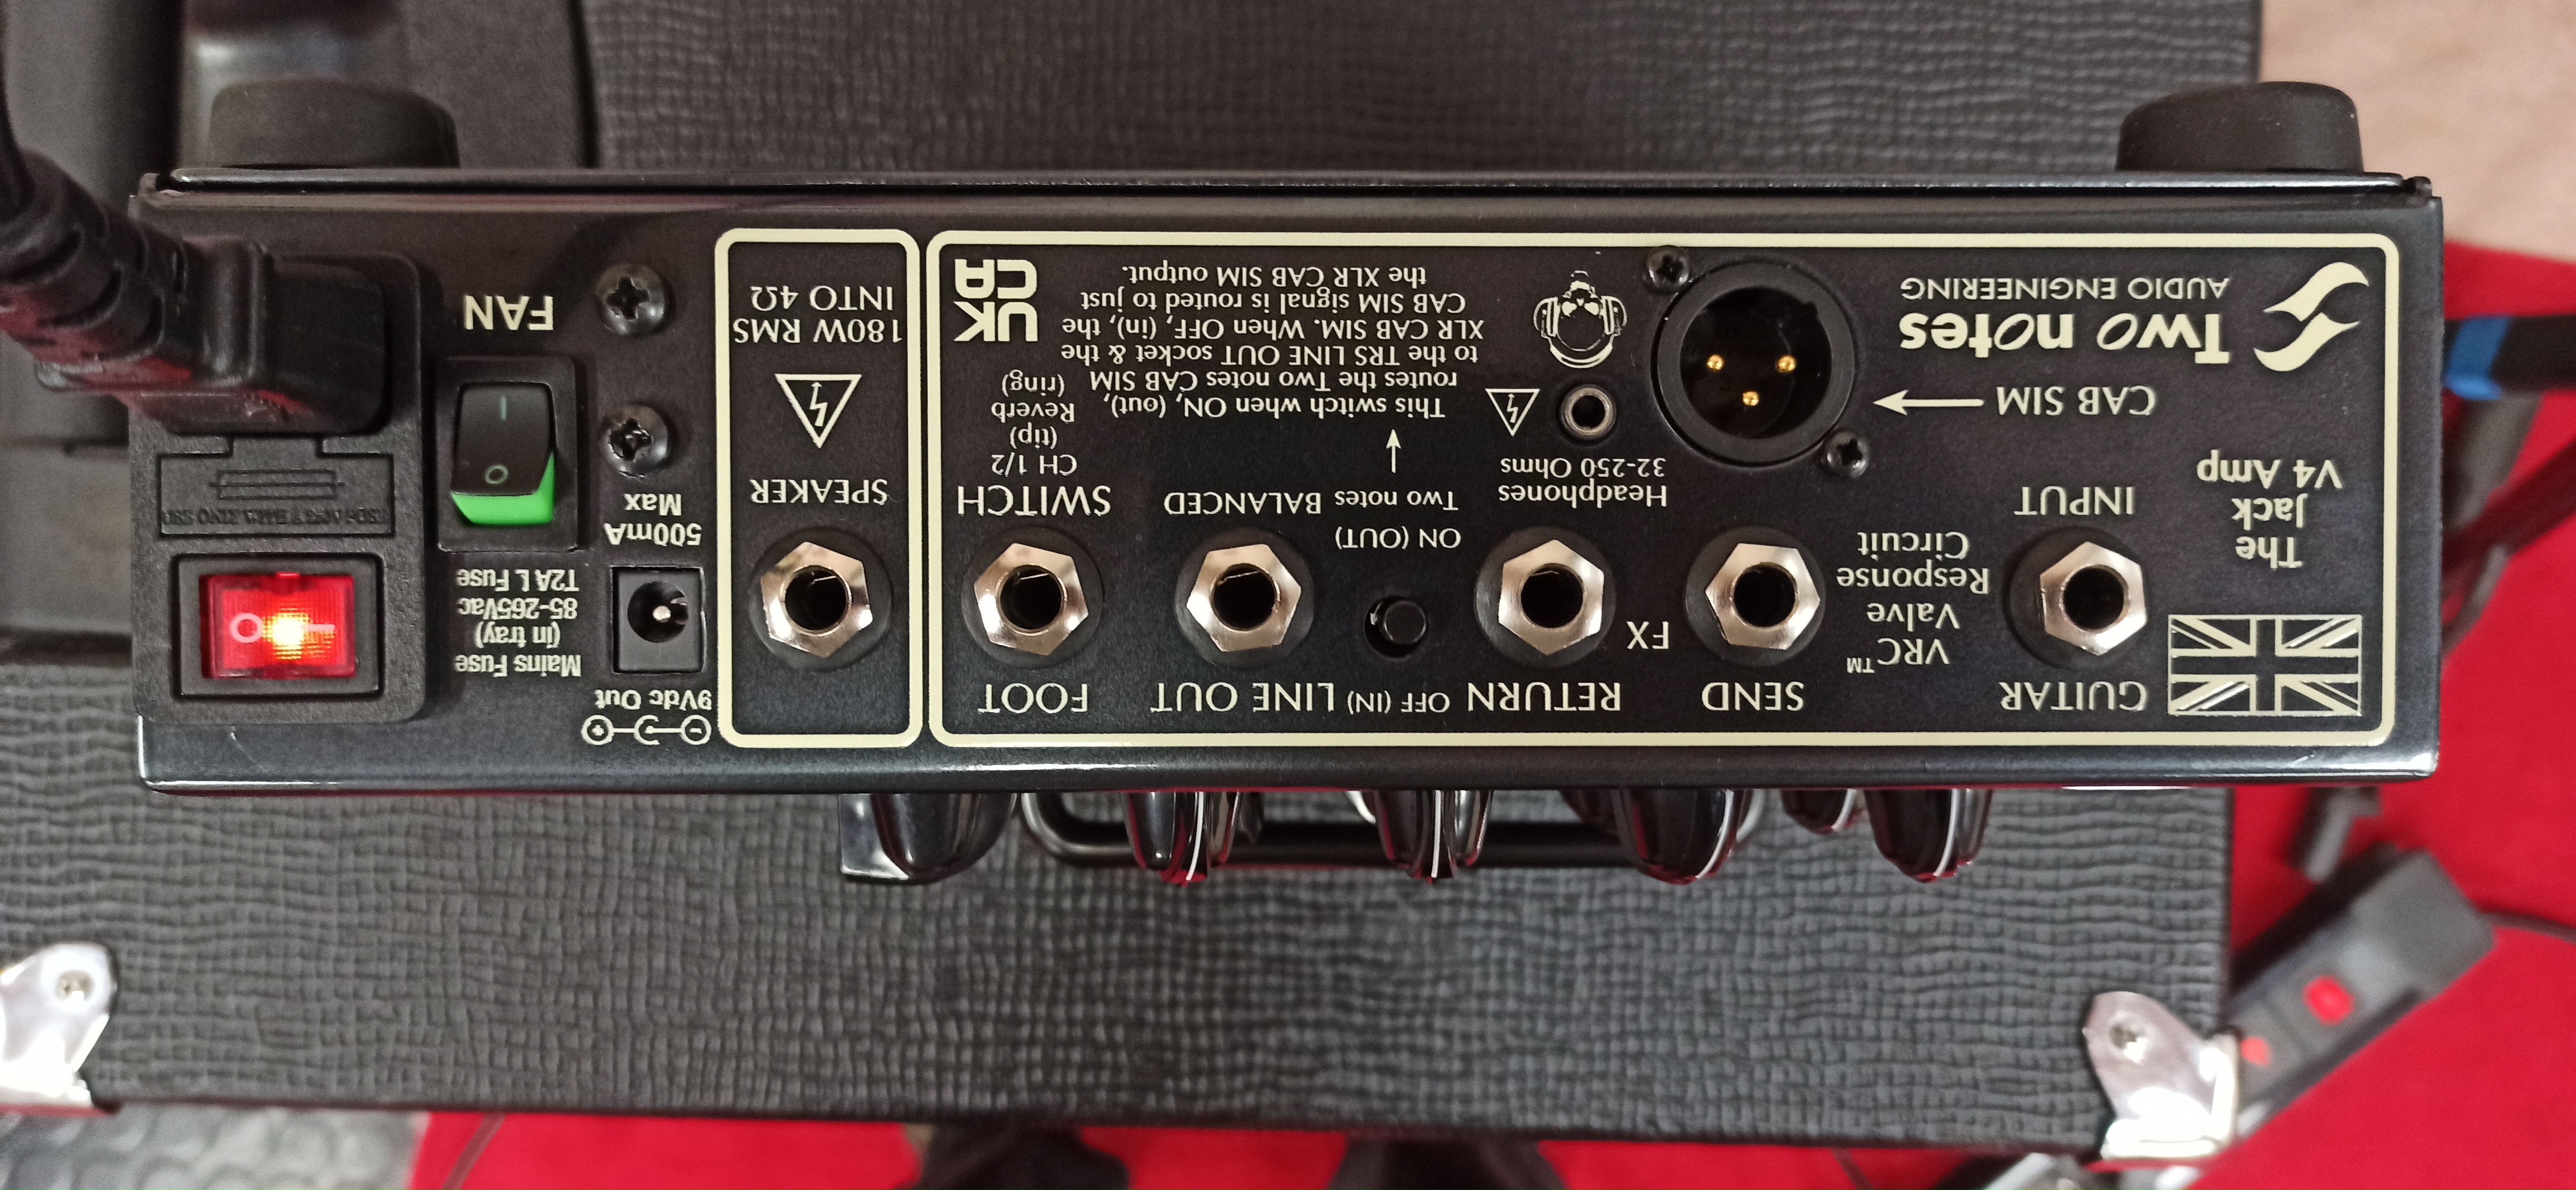 GUITAR
INPUT
The
Jack
V4 Amp
VRC™
Valve
Response
Circuit
CAB SIM
Two notes
AUDIO ENGINEERING
SEND
FX
RETURN
Headphones
32-250 Ohms
OFF (IN)
ON (OUT)
Two notes
LINE OUT
BALANCED
This switch when ON, (out),
routes the Two notes CAB SIM
to the TRS LINE OUT socket & the
XLR CAB SIM. When OFF, (in), the
CAB SIM signal is routed to just
the XLR CAB SIM output.
FOOT
SWITCH
CH 1/2
(tip)
Reverb
(ring)
UK
CA
SPEAKER
180W RMS
INTO 4Ω
9Vdc Out
500mA
Max
Mains Fuse
(in tray)
85-265Vac
T2A L Fuse
FAN